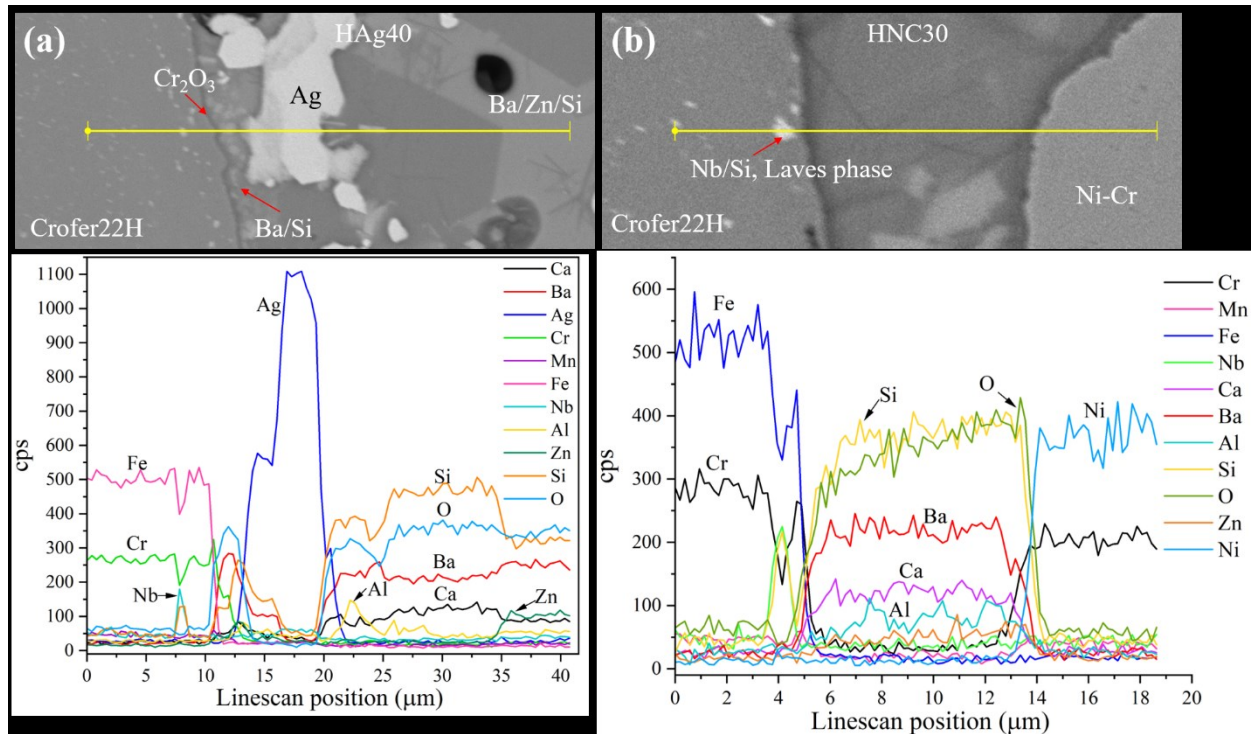 (a)
HAg40
Cr2O3
Ag
Ba/Zn/Si
Crofer22H
Ba/Si
1100
1000
900
800
700
600
500
400
300
200
100
0
cps
Ag
Fe
Cr
Nb
Si
O
Ba
Al
Ca
Zn
Ca
Ba
Ag
Cr
Mn
Fe
Nb
Al
Zn
Si
O
0 5 10 15 20 25 30 35 40
Linescan position (μm)
(b)
HNC30
Nb/Si, Laves phase
Ni-Cr
Crofer22H
600
500
400
300
200
100
0
cps
Fe
Cr
Si
O
Ni
Ba
Ca
Al
Cr
Mn
Fe
Nb
Ca
Ba
Al
Si
O
Zn
Ni
0 2 4 6 8 10 12 14 16 18 20
Linescan position (μm)